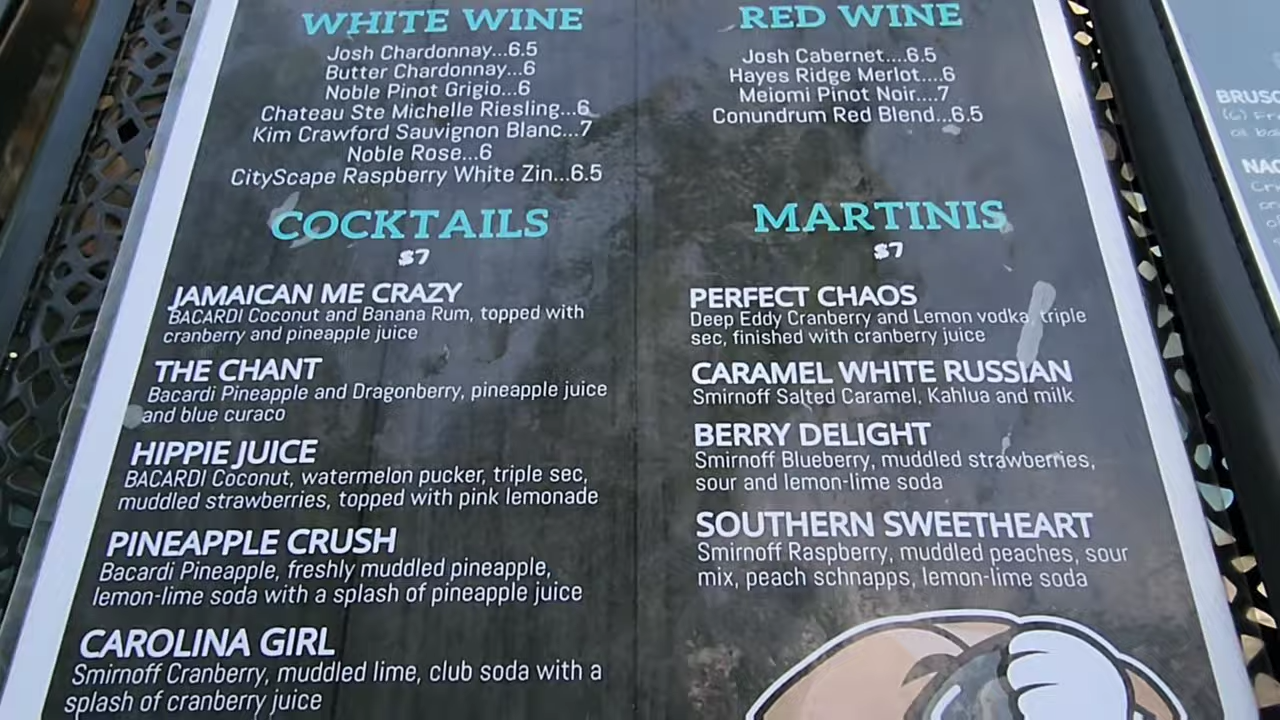 WHITE WINE
Josh Chardonnay...6.5
Butter Chardonnay...6
Noble Pinot Grigio...6
Chateau Ste Michelle Riesling...6
Kim Crawford Sauvignon Blanc...7
Noble Rose...6
CityScape Raspberry White Zin...6.5
COCKTAILS
$7
JAMAICAN ME CRAZY
BACARDI Coconut and Banana Rum, topped with
cranberry and pineapple juice
THE CHANT
Bacardi Pineapple and Dragonberry, pineapple juice
and blue curaco
HIPPIE JUICE
BACARDI Coconut, watermelon pucker, triple sec,
muddled strawberries, topped with pink lemonade
PINEAPPLE CRUSH
Bacardi Pineapple, freshly muddled pineapple,
lemon-lime soda with a splash of pineapple juice
CAROLINA GIRL
Smirnoff Cranberry, muddled lime, club soda with a
splash of cranberry juice
RED WINE
Josh Cabernet....6.5
Hayes Ridge Merlot....6
Meiomi Pinot Noir....7
Conundrum Red Blend...6.5
MARTINIS
$7
PERFECT CHAOS
Deep Eddy Cranberry and Lemon vodka, triple
sec, finished with cranberry juice
CARAMEL WHITE RUSSIAN
Smirnoff Salted Caramel, Kahlua and milk
BERRY DELIGHT
Smirnoff Blueberry, muddled strawberries,
sour and lemon-lime soda
SOUTHERN SWEETHEART
Smirnoff Raspberry, muddled peaches, sour
mix, peach schnapps, lemon-lime soda